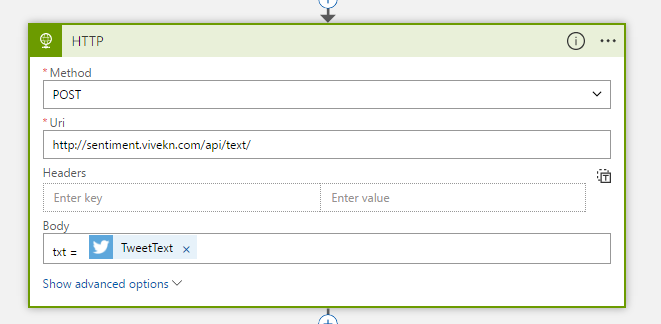 HTTP
* Method
POST
* Uri
http://sentiment.vivekn.com/api/text/
Headers
Enter key Enter value
Body
txt = TweetText ×
Show advanced options